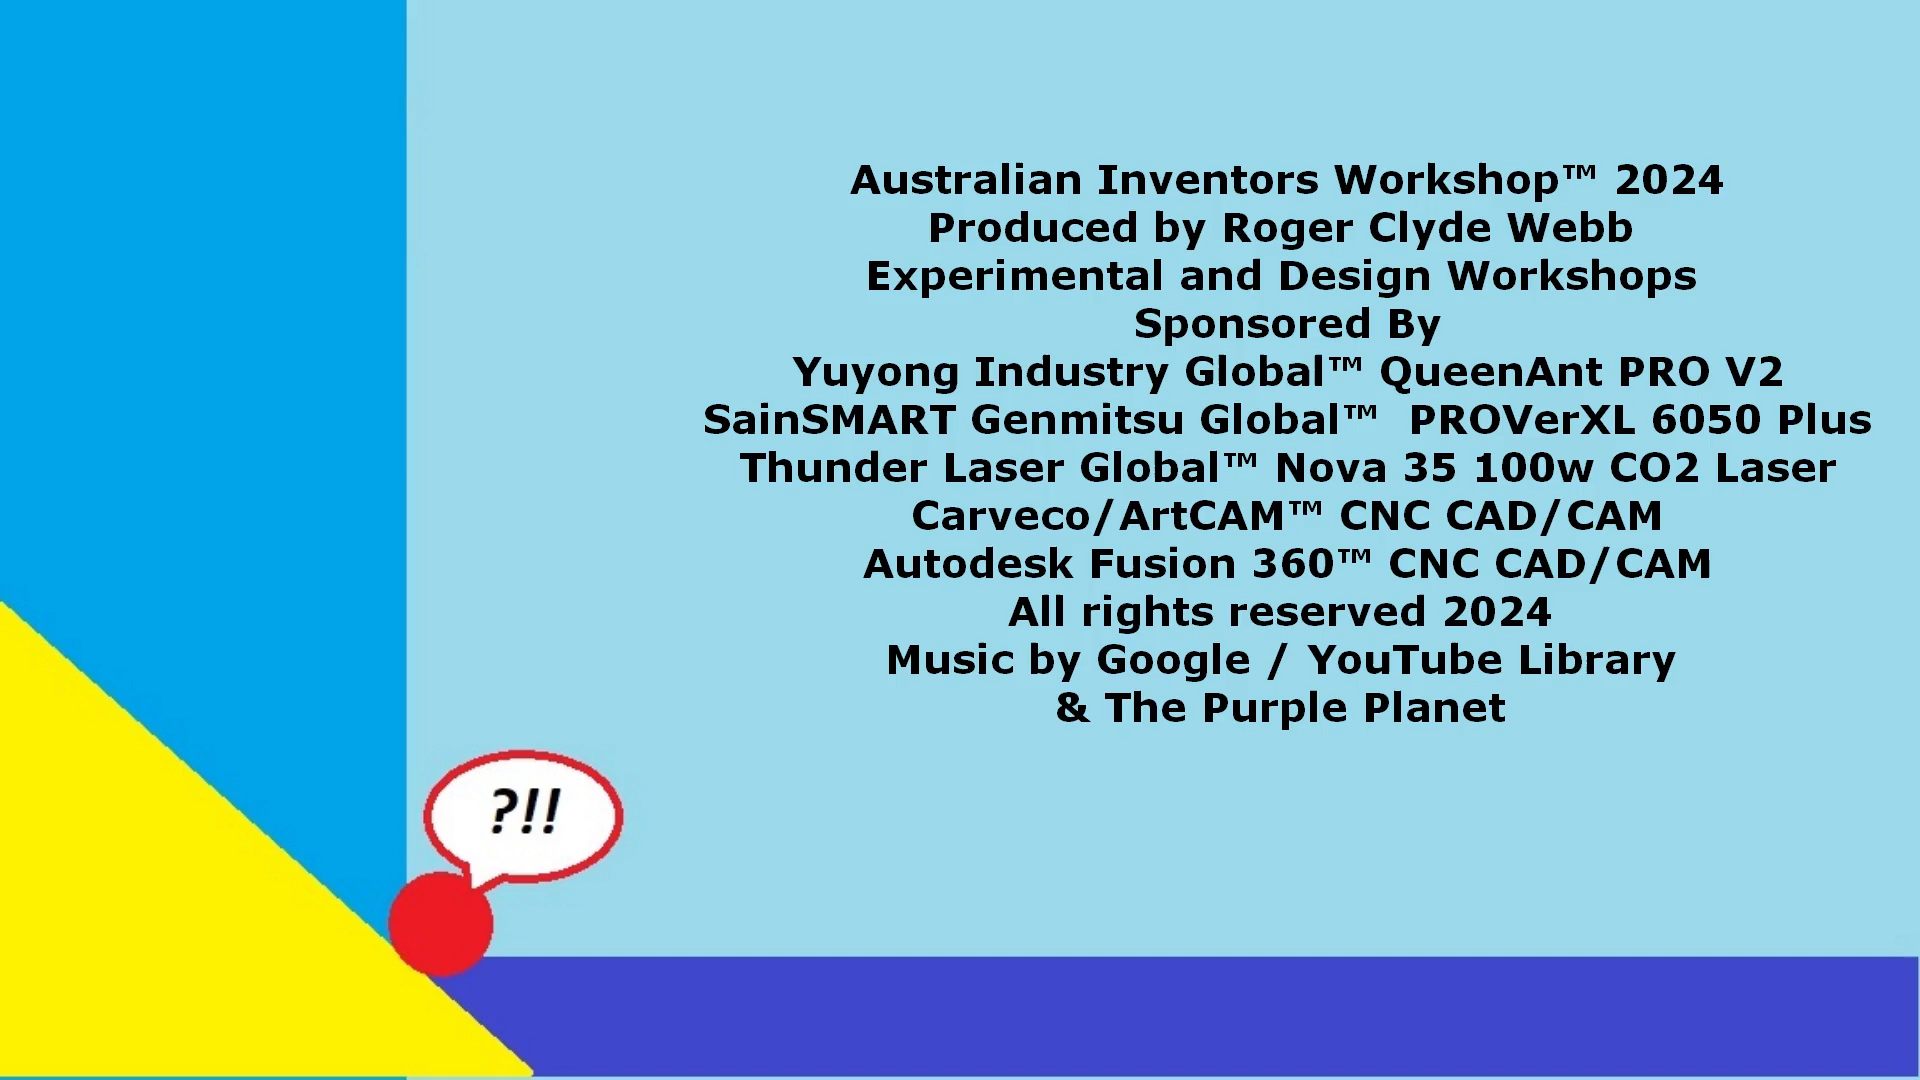 Australian Inventors Workshop™ 2024
Produced by Roger Clyde Webb
Experimental and Design Workshops
Sponsored By
Yuyong Industry Global™ QueenAnt PRO V2
SainSMART Genmitsu Global™  PROVerXL 6050 Plus
Thunder Laser Global™ Nova 35 100w CO2 Laser
Carveco/ArtCAM™ CNC CAD/CAM
Autodesk Fusion 360™ CNC CAD/CAM
All rights reserved 2024
Music by Google / YouTube Library
& The Purple Planet
?!!